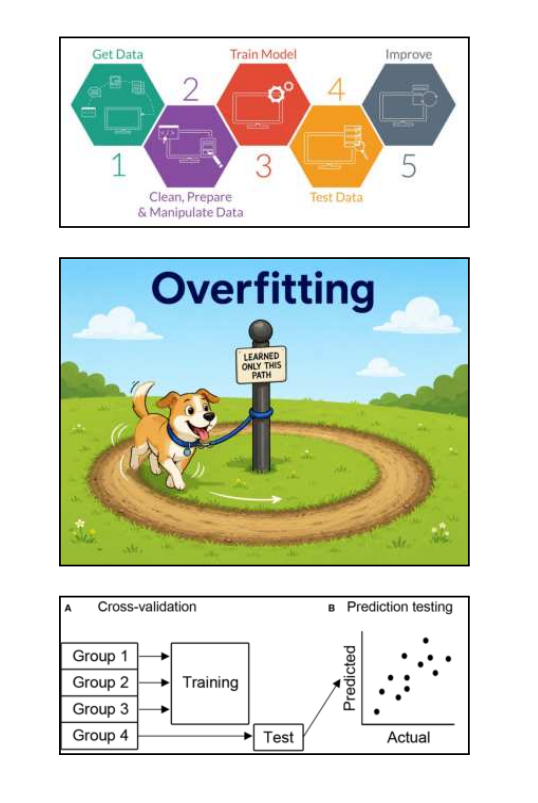 Get Data
Train Model
Improve
2
4
1
3
5
Clean, Prepare
& Manipulate Data
Test Data
Overfitting
LEARNED
ONLY THIS
PATH
A Cross-validation
B Prediction testing
Group 1
Group 2
Group 3
Group 4
Training
Test
Predicted
Actual